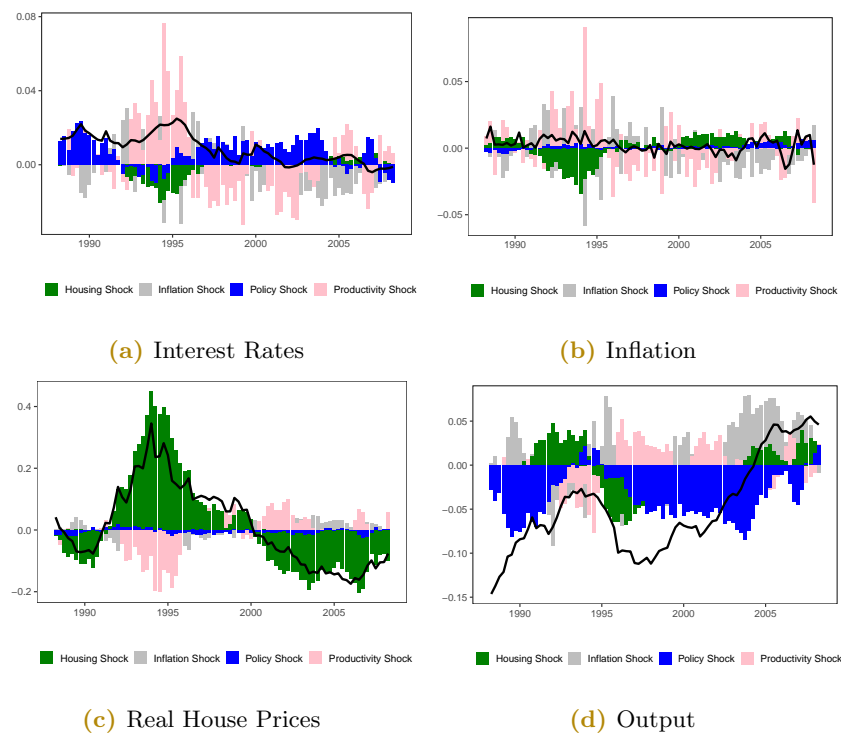 0.08
0.04
0.00
1990 1995 2000 2005
Housing Shock Inflation Shock Policy Shock Productivity Shock
(a) Interest Rates
0.05
0.00
−0.05
1990 1995 2000 2005
Housing Shock Inflation Shock Policy Shock Productivity Shock
(b) Inflation
0.4
0.2
0.0
−0.2
1990 1995 2000 2005
Housing Shock Inflation Shock Policy Shock Productivity Shock
(c) Real House Prices
0.05
0.00
−0.05
−0.10
−0.15
1990 1995 2000 2005
Housing Shock Inflation Shock Policy Shock Productivity Shock
(d) Output